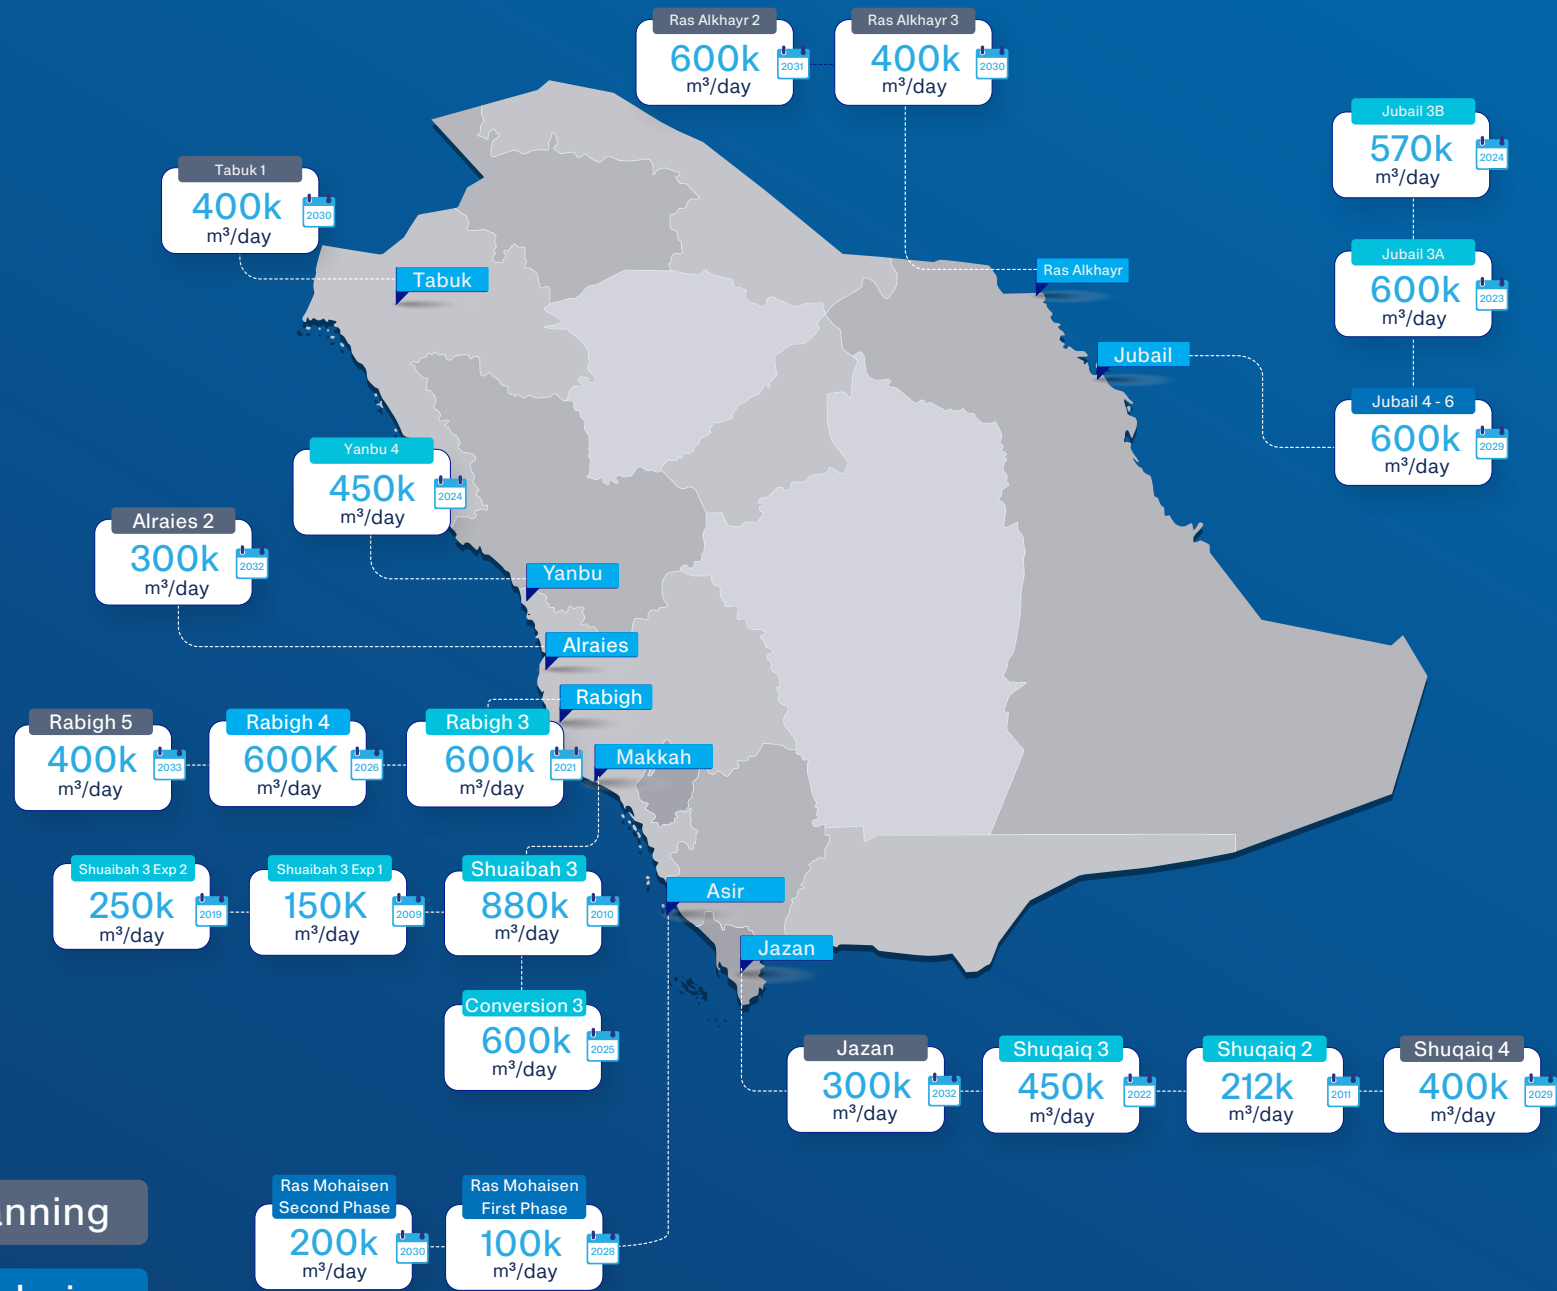 Ras Alkhayr 2
600k
m³/day
2031
Ras Alkhayr 3
400k
m³/day
2030
Jubail 3B
570k
m³/day
2024
Tabuk 1
400k
m³/day
2030
Tabuk
Ras Alkhayr
Jubail 3A
600k
m³/day
2023
Jubail
Jubail 4 - 6
600k
m³/day
2029
Yanbu 4
450k
m³/day
2024
Alraies 2
300k
m³/day
2032
Yanbu
Alraies
Rabigh
Rabigh 5
400k
m³/day
2033
Rabigh 4
600K
m³/day
2026
Rabigh 3
600k
m³/day
2021
Makkah
Shuaibah 3 Exp 2
250k
m³/day
2019
Shuaibah 3 Exp 1
150K
m³/day
2009
Shuaibah 3
880k
m³/day
2010
Asir
Jazan
Conversion 3
600k
m³/day
2025
Jazan
300k
m³/day
2032
Shuqaiq 3
450k
m³/day
2022
Shuqaiq 2
212k
m³/day
2011
Shuqaiq 4
400k
m³/day
2029
Ras Mohaisen
Second Phase
200k
m³/day
2030
Ras Mohaisen
First Phase
100k
m³/day
2028
nning